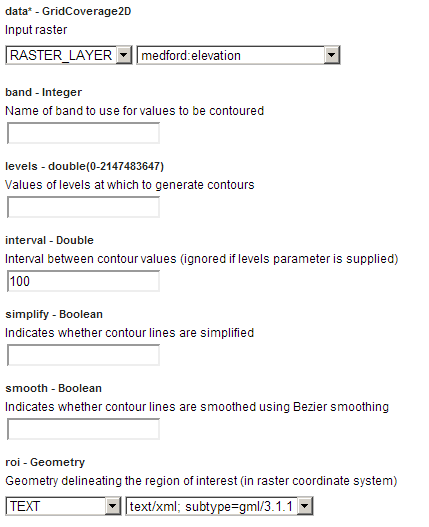 data* - GridCoverage2D
Input raster
RASTER_LAYER medford:elevation
band - Integer
Name of band to use for values to be contoured
levels - double(0-2147483647)
Values of levels at which to generate contours
interval - Double
Interval between contour values (ignored if levels parameter is supplied)
100
simplify - Boolean
Indicates whether contour lines are simplified
smooth - Boolean
Indicates whether contour lines are smoothed using Bezier smoothing
roi - Geometry
Geometry delineating the region of interest (in raster coordinate system)
TEXT text/xml; subtype=gml/3.1.1